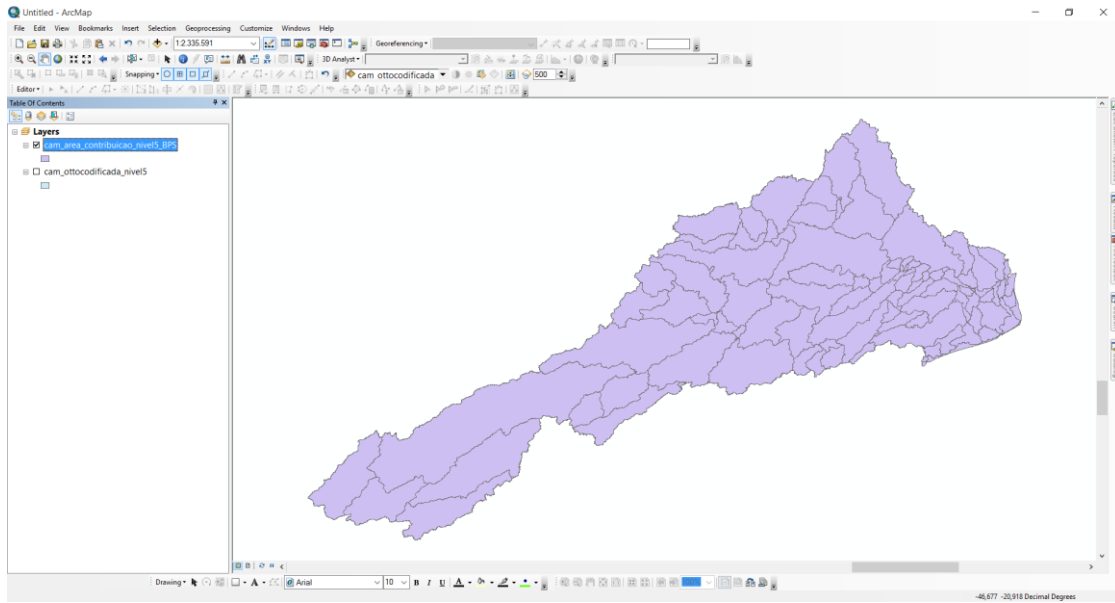 Untitled - ArcMap
File Edit View Bookmarks Insert Selection Geoprocessing Customize Windows Help
1:2.335.591 Georeferencing
3D Analyst
Snapping cam ottocodificada 500
Editor
Table Of Contents
Layers
cam_area_contribuicao_nivel5_BPS
cam_ottocodificada_nivel5
Drawing A Arial 10 B I U A
-46,677 -20,918 Decimal Degrees